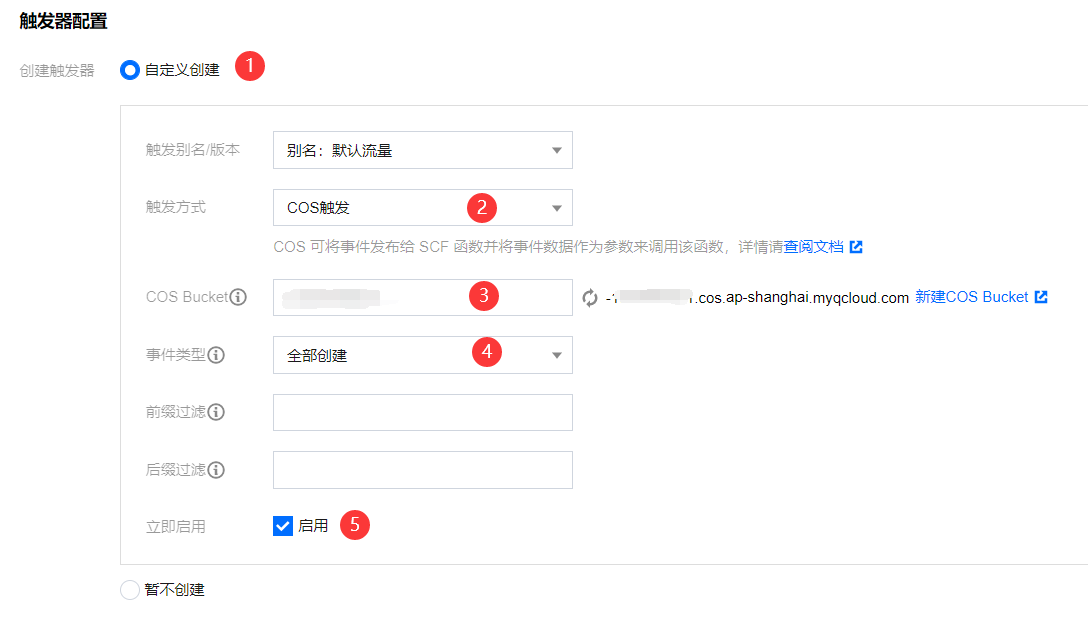 触发器配置
创建触发器 自定义创建 1
触发别名/版本 别名：默认流量
触发方式 COS触发 2
COS 可将事件发布给 SCF 函数并将事件数据作为参数来调用该函数，详情请查阅文档
COS Bucket 3 .cos.ap-shanghai.myqcloud.com 新建COS Bucket
事件类型 全部创建 4
前缀过滤
后缀过滤
立即启用 启用 5
暂不创建